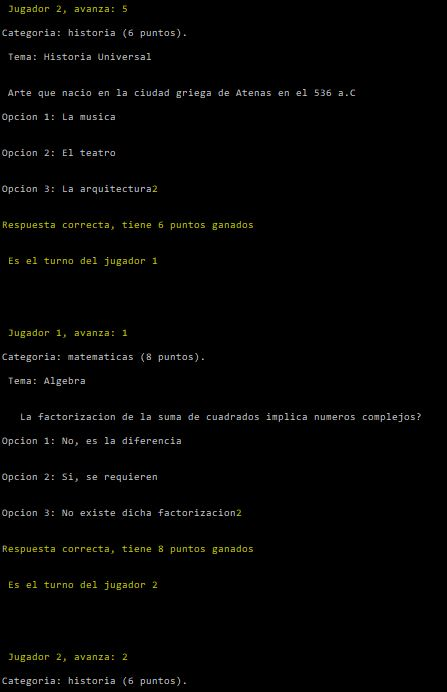 Jugador 2, avanza: 5
Categoria: historia (6 puntos).
Tema: Historia Universal
Arte que nacio en la ciudad griega de Atenas en el 536 a.C
Opcion 1: La musica
Opcion 2: El teatro
Opcion 3: La arquitectura2
Respuesta correcta, tiene 6 puntos ganados
Es el turno del jugador 1
Jugador 1, avanza: 1
Categoria: matematicas (8 puntos).
Tema: Algebra
La factorizacion de la suma de cuadrados implica numeros complejos?
Opcion 1: No, es la diferencia
Opcion 2: Si, se requieren
Opcion 3: No existe dicha factorizacion2
Respuesta correcta, tiene 8 puntos ganados
Es el turno del jugador 2
Jugador 2, avanza: 2
Categoria: historia (6 puntos).